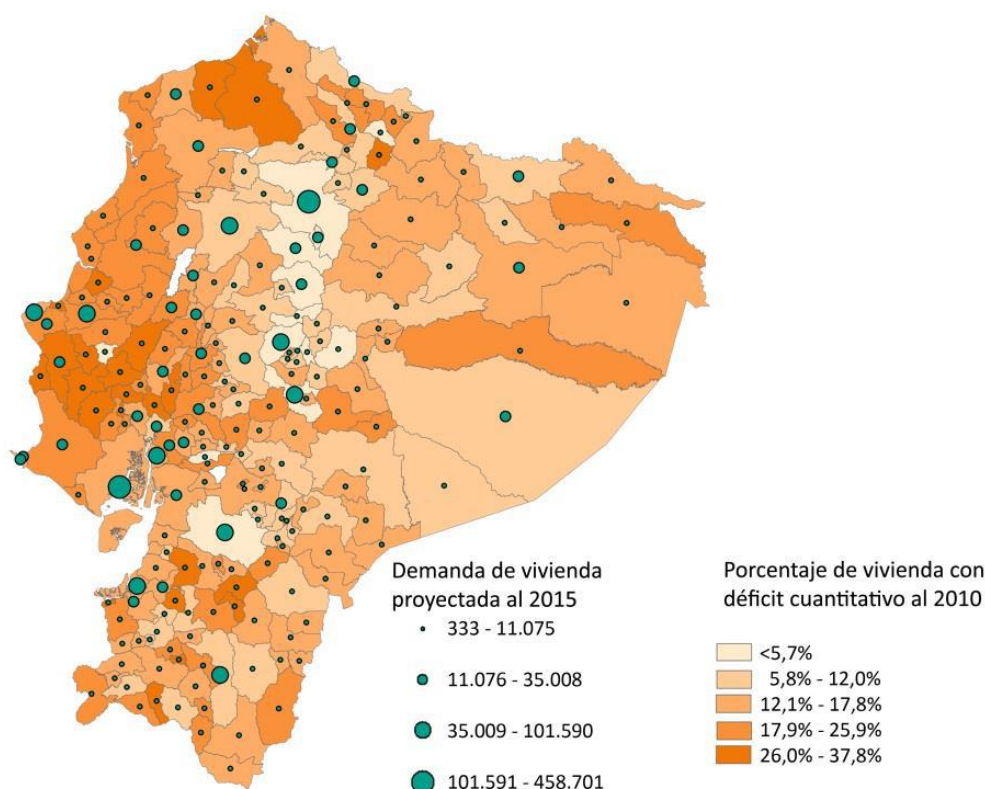 Demanda de vivienda
proyectada al 2015
333 - 11.075
11.076 - 35.008
35.009 - 101.590
101.591 - 458.701
Porcentaje de vivienda con
déficit cuantitativo al 2010
<5,7%
5,8% - 12,0%
12,1% - 17,8%
17,9% - 25,9%
26,0% - 37,8%